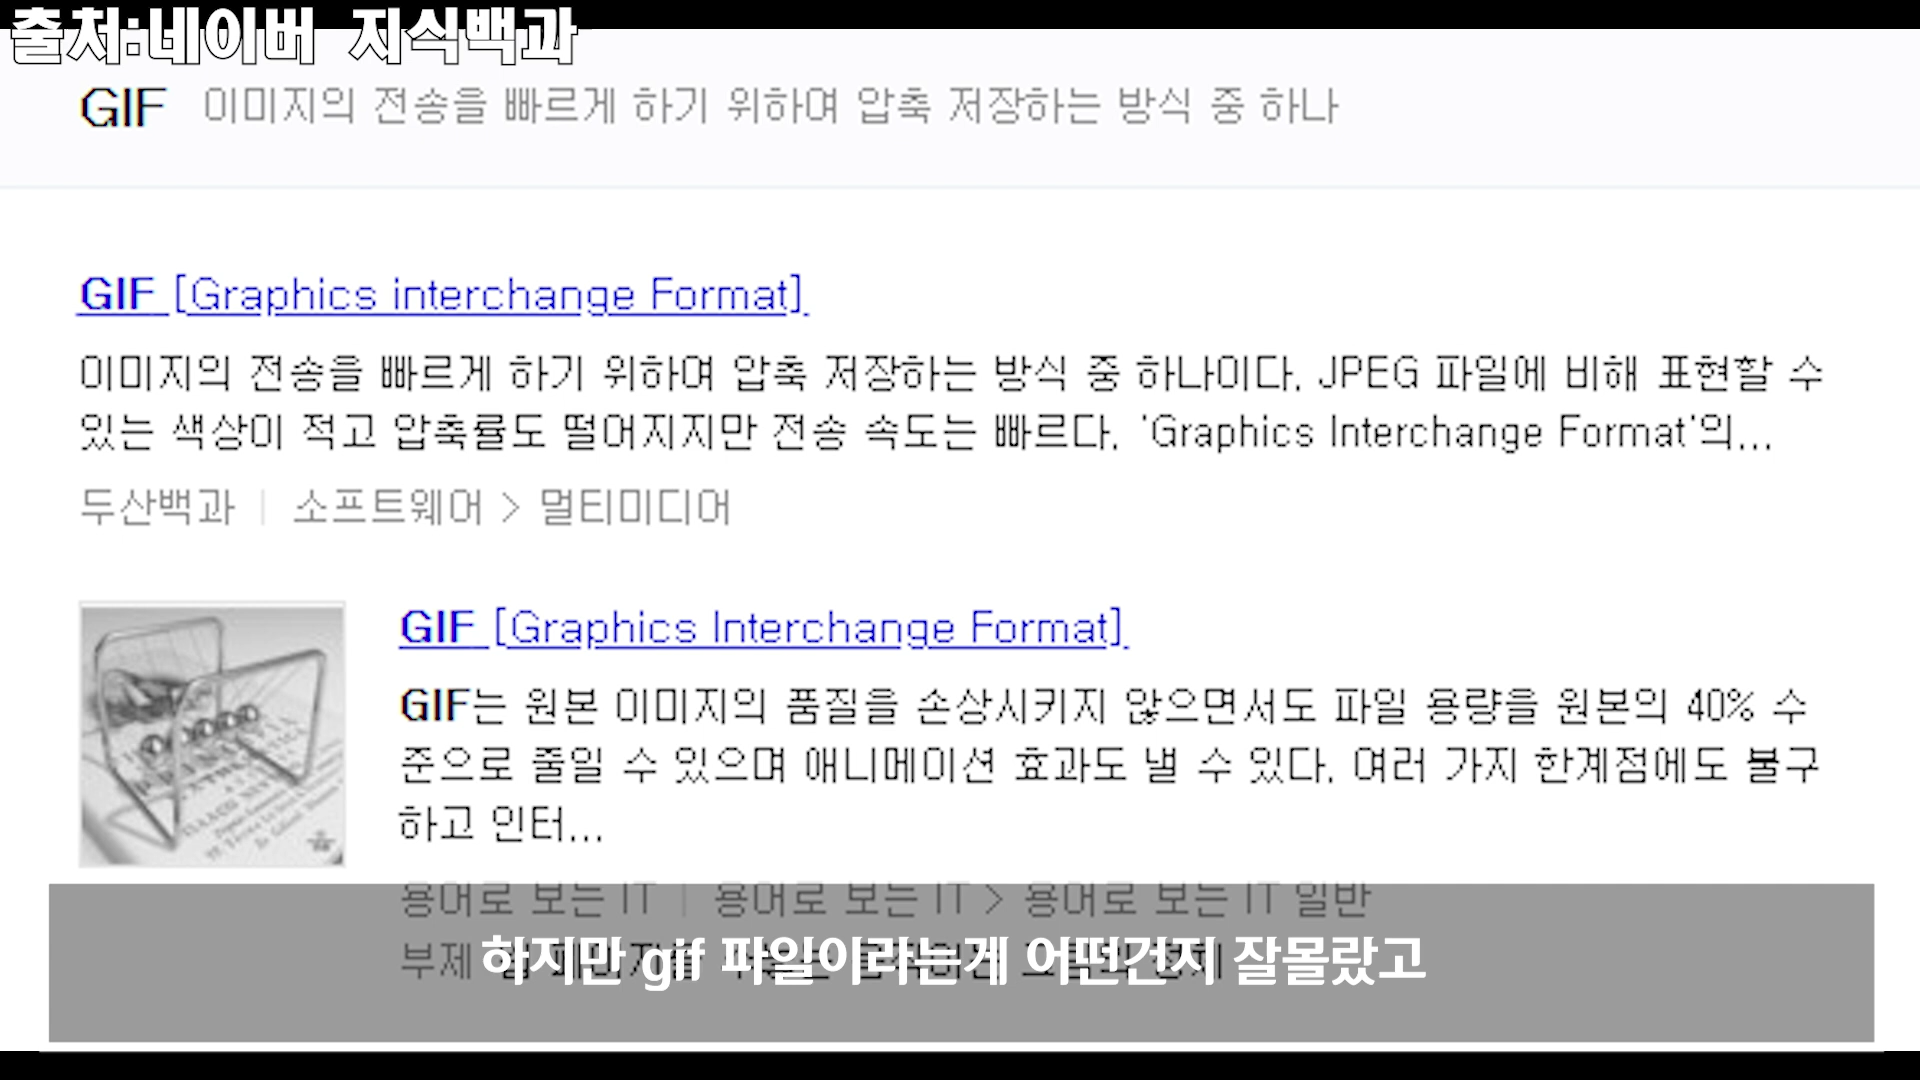 출처:네이버 지식백과
GIF 이미지의 전송을 빠르게 하기 위하여 압축 저장하는 방식 중 하나
GIF [Graphics interchange Format]
이미지의 전송을 빠르게 하기 위하여 압축 저장하는 방식 중 하나이다. JPEG 파일에 비해 표현할 수
있는 색상이 적고 압축률도 떨어지지만 전송 속도는 빠르다. 'Graphics Interchange Format'의...
두산백과 | 소프트웨어 > 멀티미디어
GIF [Graphics Interchange Format]
GIF는 원본 이미지의 품질을 손상시키지 않으면서도 파일 용량을 원본의 40% 수
준으로 줄일 수 있으며 애니메이션 효과도 낼 수 있다. 여러 가지 한계점에도 불구
하고 인터...
용어로 보는 IT | 용어로 보는 IT > 용어로 보는 IT 일반
부제
하지만 gif 파일이라는게 어떤건지 잘몰랐고